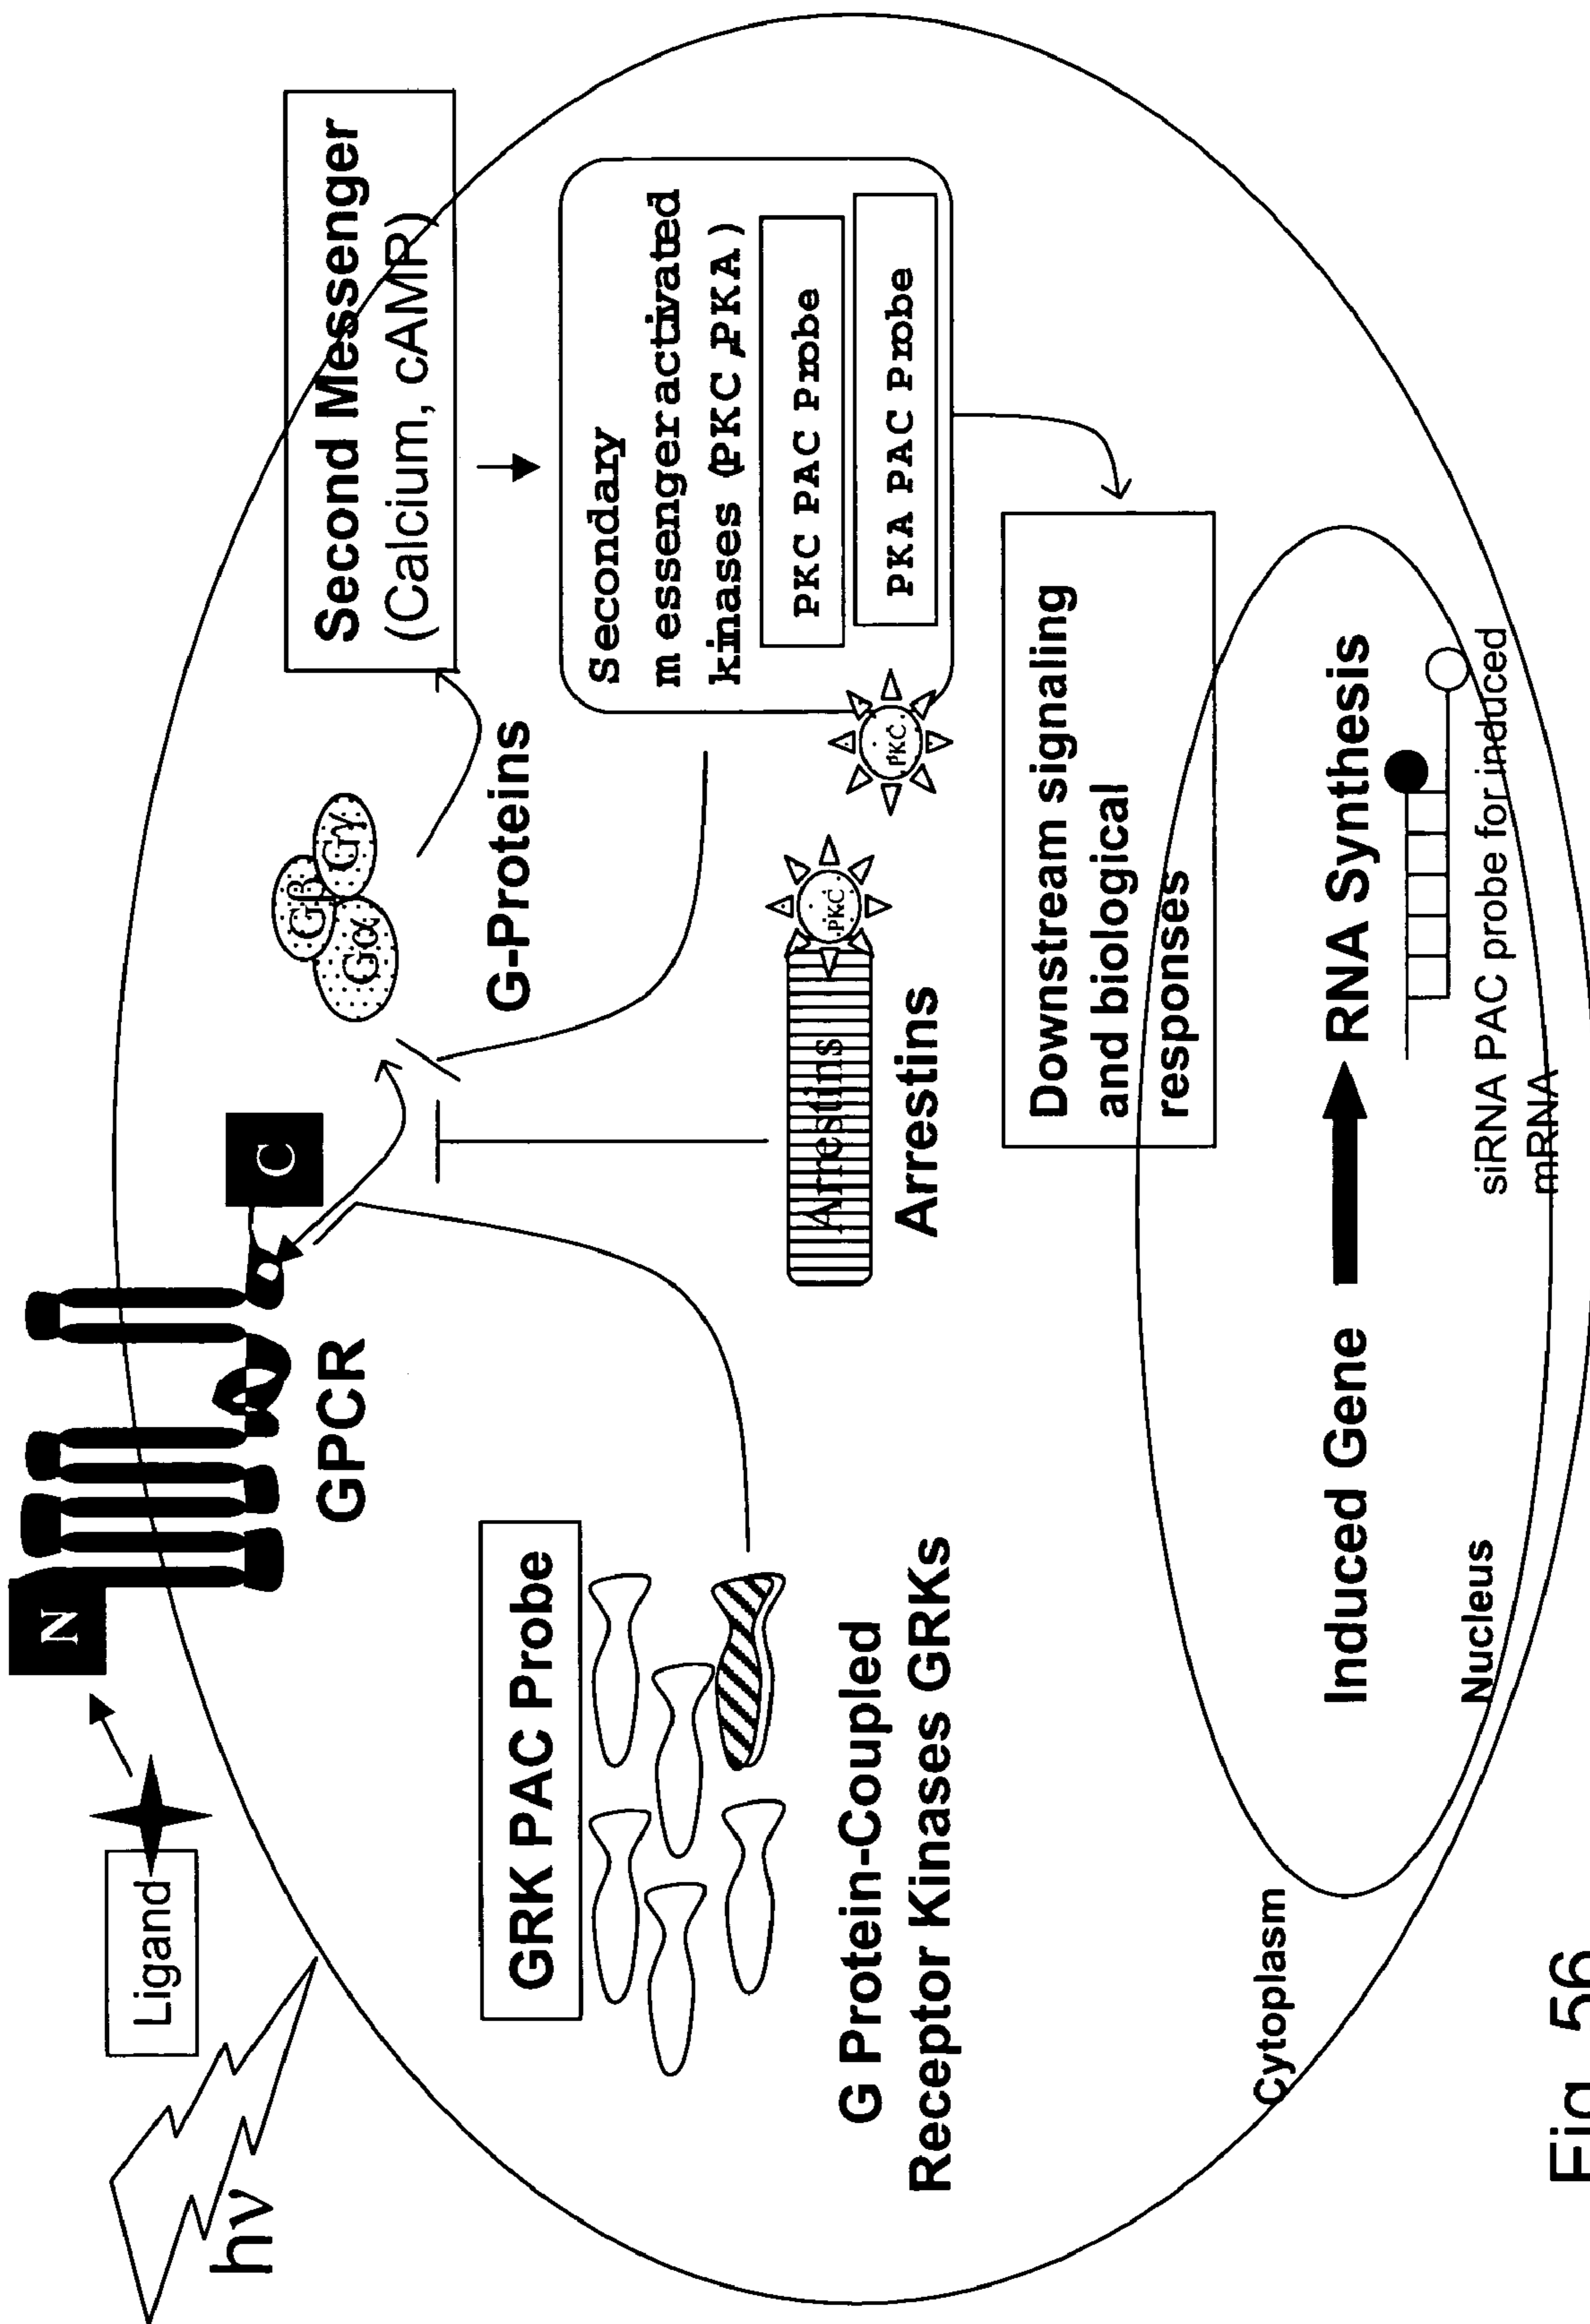 hν
Ligand
N
GPCR
C
Gα
Gβ
Gγ
G-Proteins
Second Messenger
(Calcium, cAMP)
GRK PAC Probe
G Protein-Coupled
Receptor Kinases GRKs
Arrestins
Arrestins
PKC
PKC
Secondary
messenger activated
kinases (PKC, PKA)
PKC PAC Probe
PKA PAC Probe
Downstream signaling
and biological
responses
Cytoplasm
Nucleus
Induced Gene
RNA Synthesis
siRNA PAC probe for induced
mRNA
Fig. 56